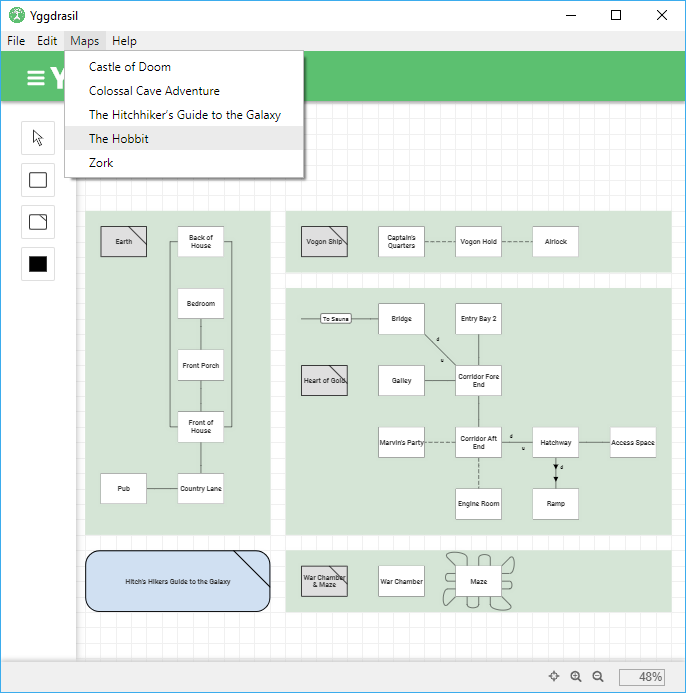 Yggdrasil
File Edit Maps Help
Castle of Doom
Colossal Cave Adventure
The Hitchhiker's Guide to the Galaxy
The Hobbit
Zork
Y
Earth
Back of
House
Bedroom
Front Porch
Front of
House
Pub
Country Lane
Vogon Ship
Captain's
Quarters
Vogon Hold
Airlock
To Sauna
Bridge
Entry Bay 2
d
u
Heart of Gold
Galley
Corridor Fore
End
Marvin's Party
Corridor Aft
End
d
u
Hatchway
Access Space
d
Engine Room
Ramp
Hitch's Hikers Guide to the Galaxy
War Chamber
& Maze
War Chamber
Maze
48%